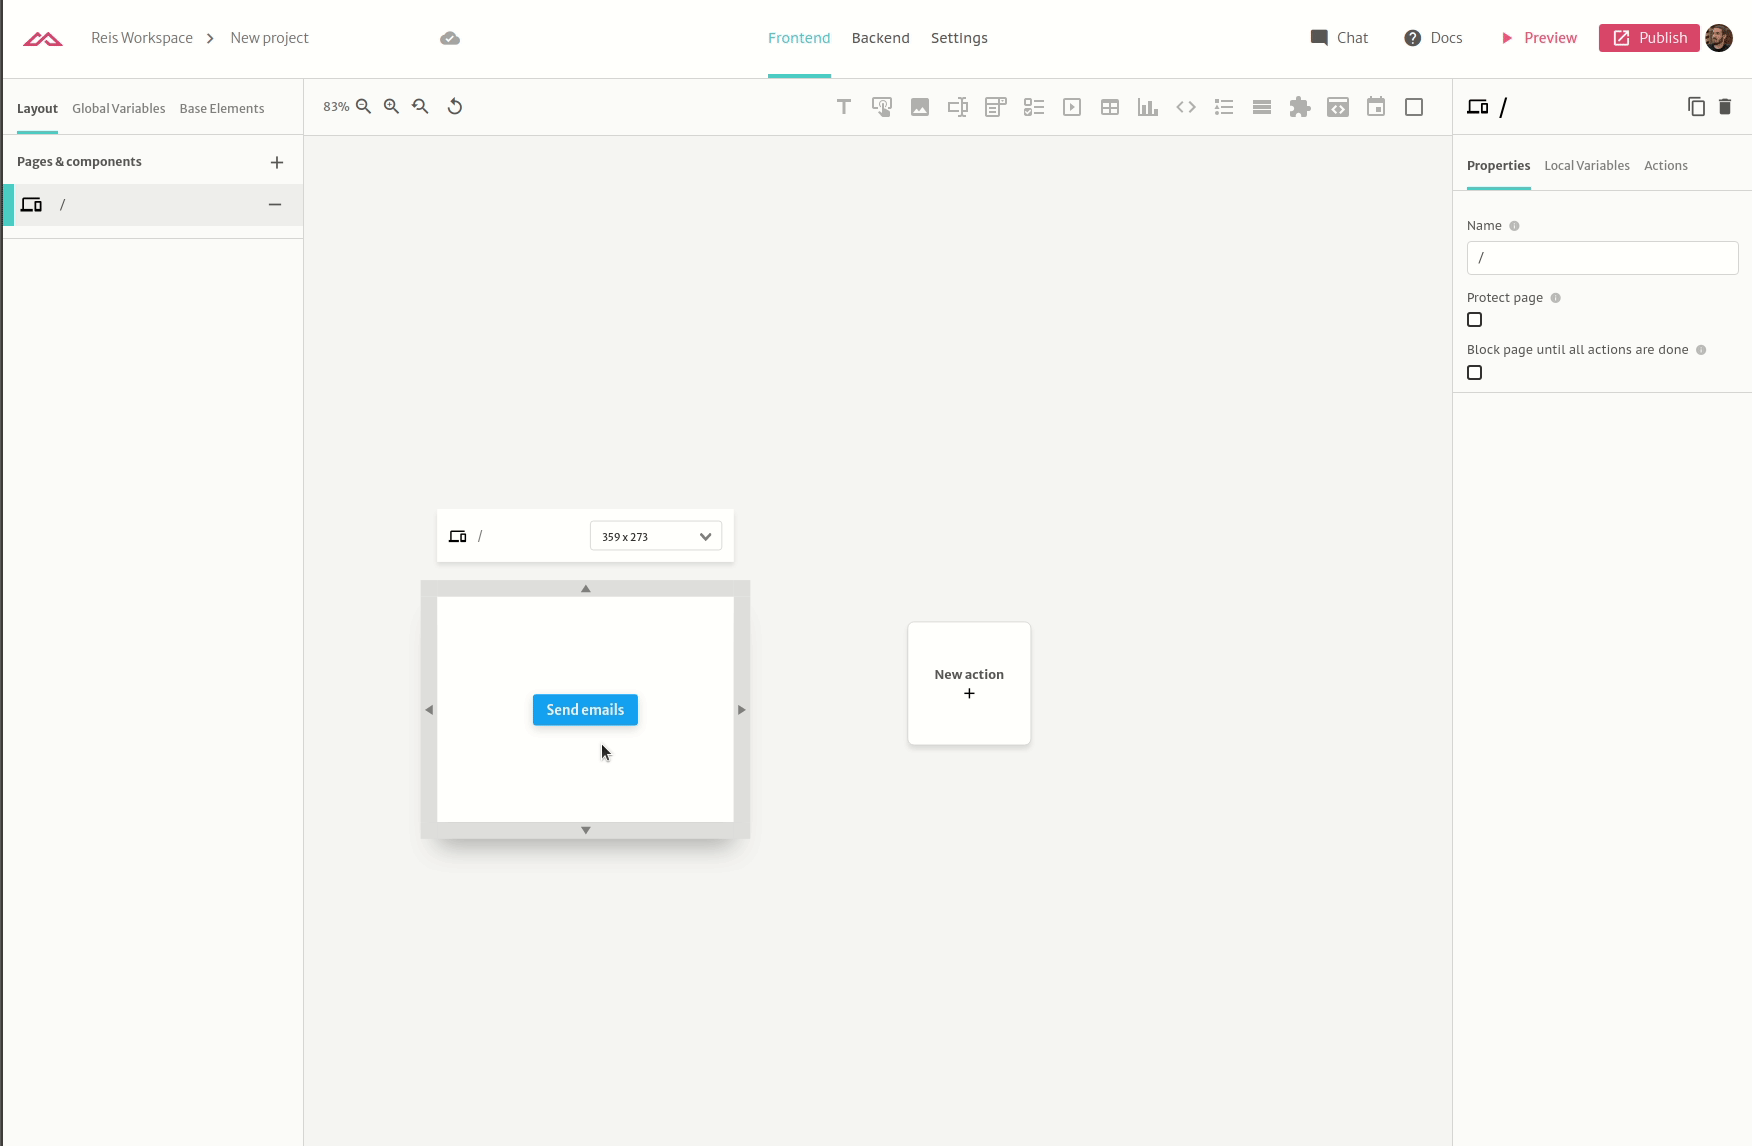 Reis Workspace > New project
Frontend Backend Settings
Chat Docs Preview Publish
Layout Global Variables Base Elements
83%
/
Pages & components
/
Properties Local Variables Actions
Name
/
Protect page
Block page until all actions are done
/ 359 x 273
New action
+
Send emails